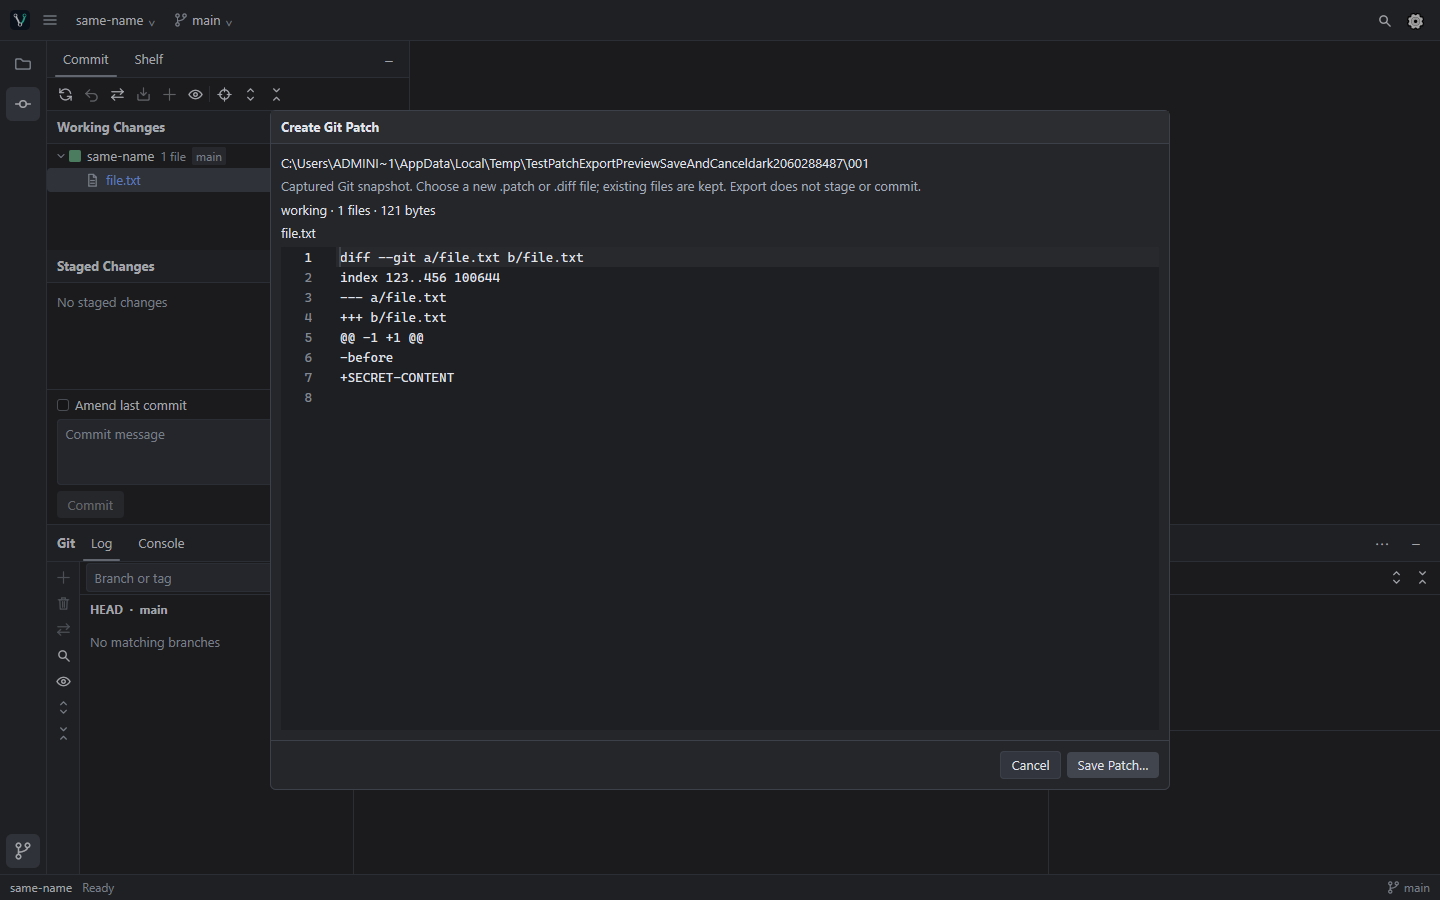 same-name
main
Commit
Shelf
Working Changes
same-name 1 file main
file.txt
Staged Changes
No staged changes
Amend last commit
Commit message
Commit
Create Git Patch
C:\Users\ADMINI~1\AppData\Local\Temp\TestPatchExportPreviewSaveAndCanceldark2060288487\001
Captured Git snapshot. Choose a new .patch or .diff file; existing files are kept. Export does not stage or commit.
working · 1 files · 121 bytes
file.txt
1 diff --git a/file.txt b/file.txt
2 index 123..456 100644
3 --- a/file.txt
4 +++ b/file.txt
5 @@ -1 +1 @@
6 -before
7 +SECRET-CONTENT
8
Cancel
Save Patch...
Git
Log
Console
Branch or tag
HEAD · main
No matching branches
same-name
Ready
main